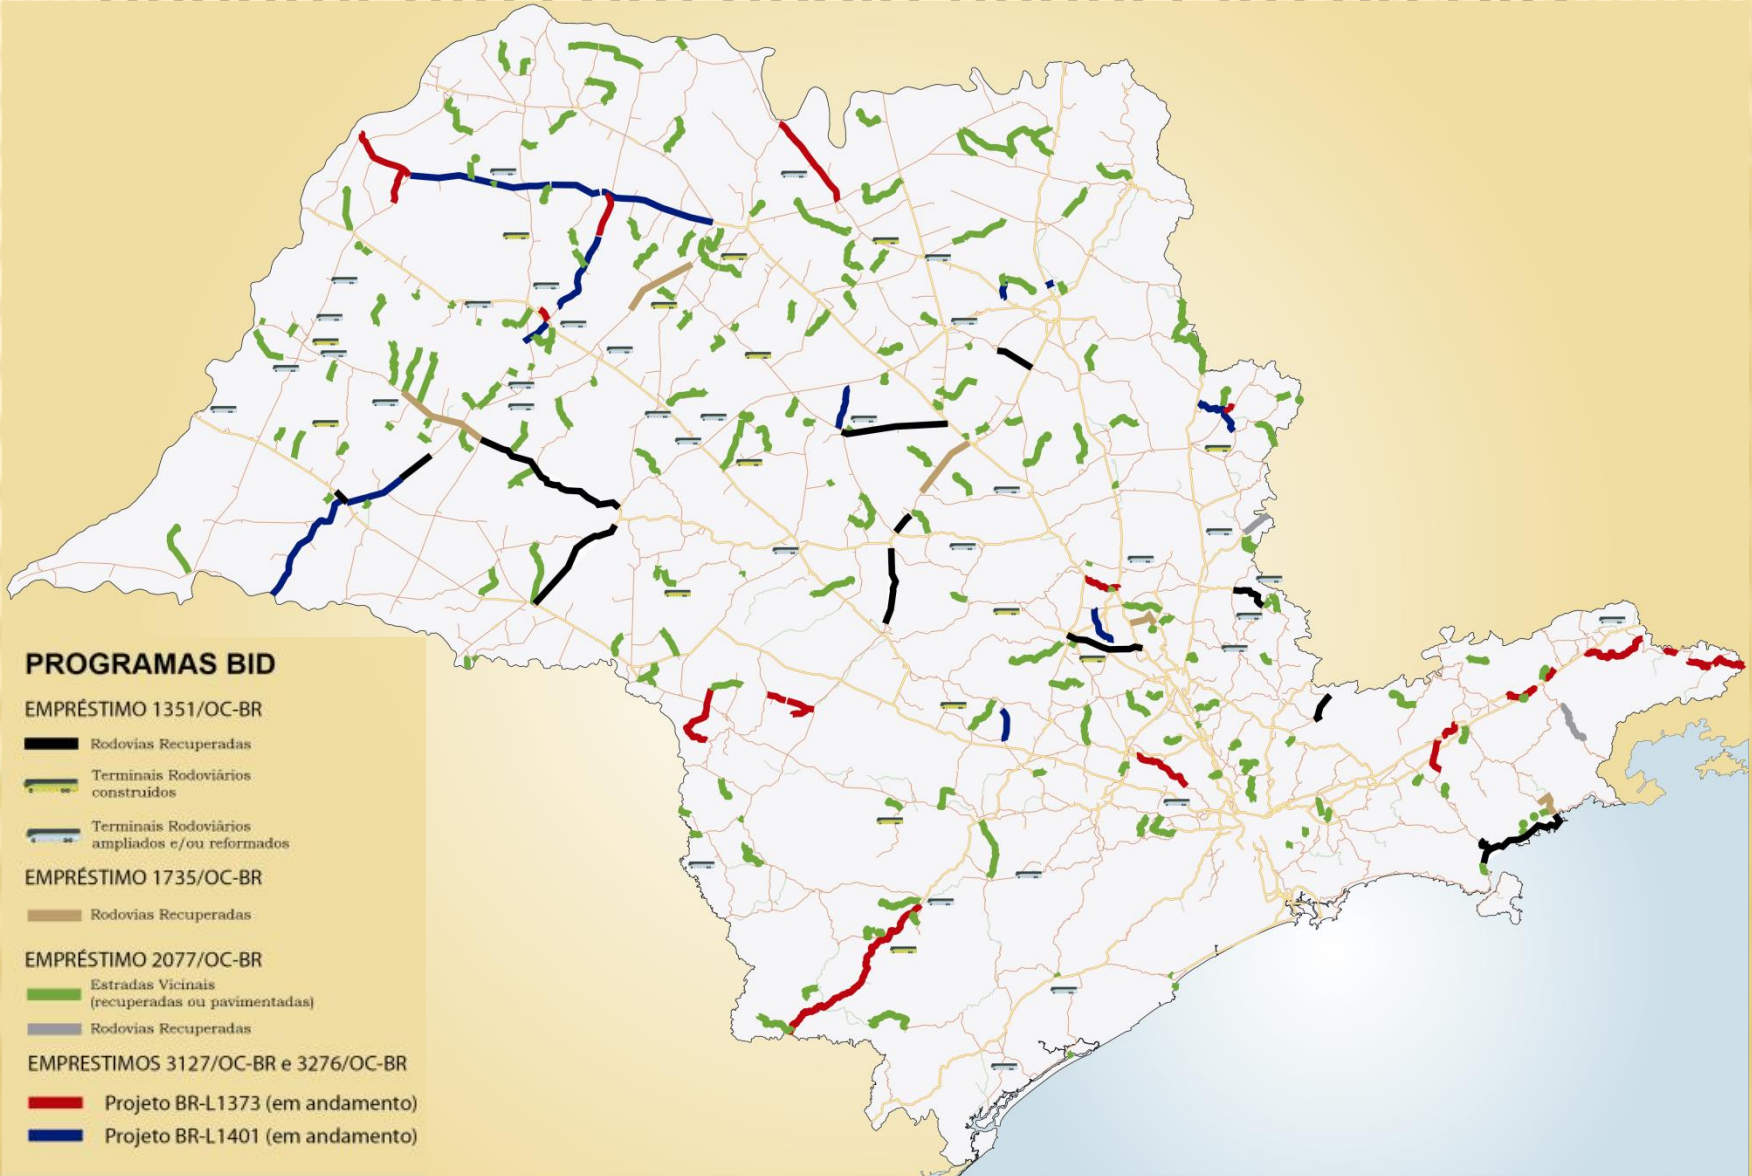 PROGRAMAS BID
EMPRÉSTIMO 1351/OC-BR
Rodovias Recuperadas
Terminais Rodoviários
construidos
Terminais Rodoviários
ampliados e/ou reformados
EMPRÉSTIMO 1735/OC-BR
Rodovias Recuperadas
EMPRÉSTIMO 2077/OC-BR
Estradas Vicinais
(recuperadas ou pavimentadas)
Rodovias Recuperadas
EMPRESTIMOS 3127/OC-BR e 3276/OC-BR
Projeto BR-L1373 (em andamento)
Projeto BR-L1401 (em andamento)